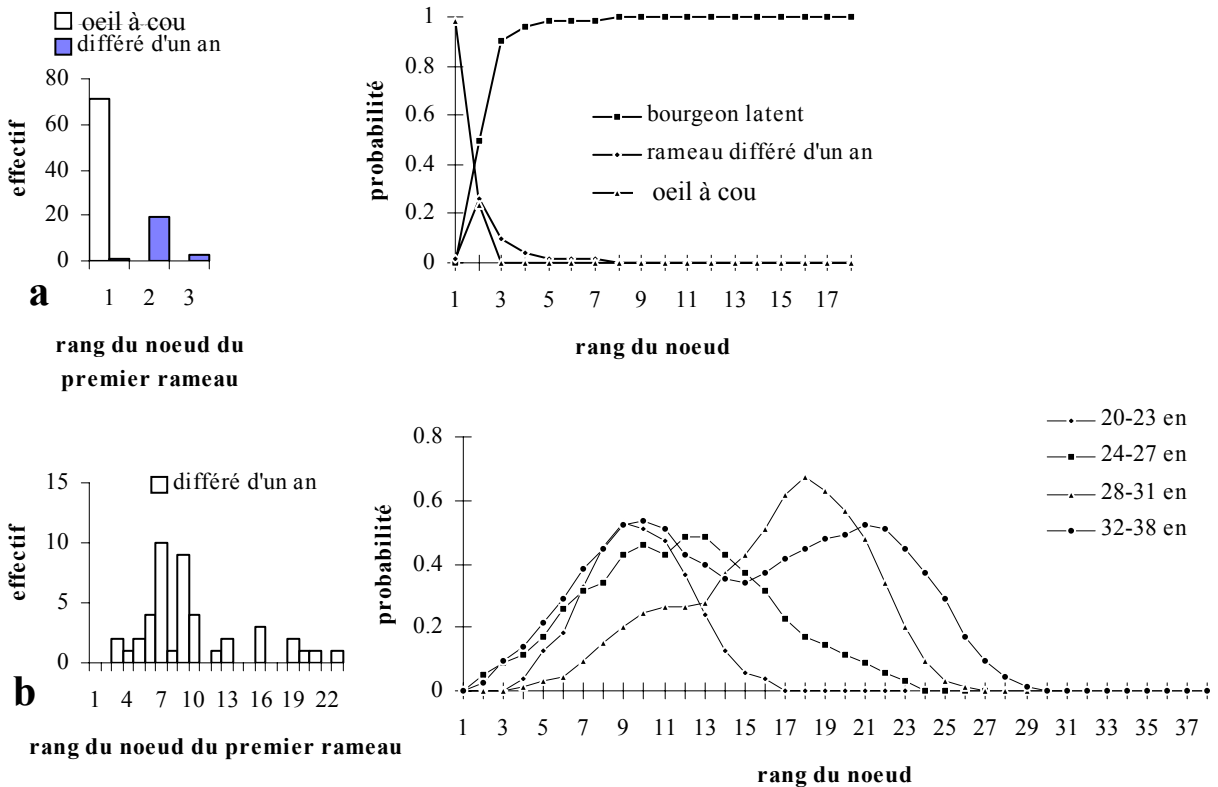 oeil à cou
différé d'un an
effectif
80
60
40
20
0
1 2 3
a
rang du noeud du
premier rameau
probabilité
1
0.8
0.6
0.4
0.2
0
bourgeon latent
rameau différé d'un an
oeil à cou
1 3 5 7 9 11 13 15 17
rang du noeud
effectif
15
10
5
0
différé d'un an
1 4 7 10 13 16 19 22
b
rang du noeud du premier rameau
probabilité
0.8
0.6
0.4
0.2
0
20-23 en
24-27 en
28-31 en
32-38 en
1 3 5 7 9 11 13 15 17 19 21 23 25 27 29 31 33 35 37
rang du noeud